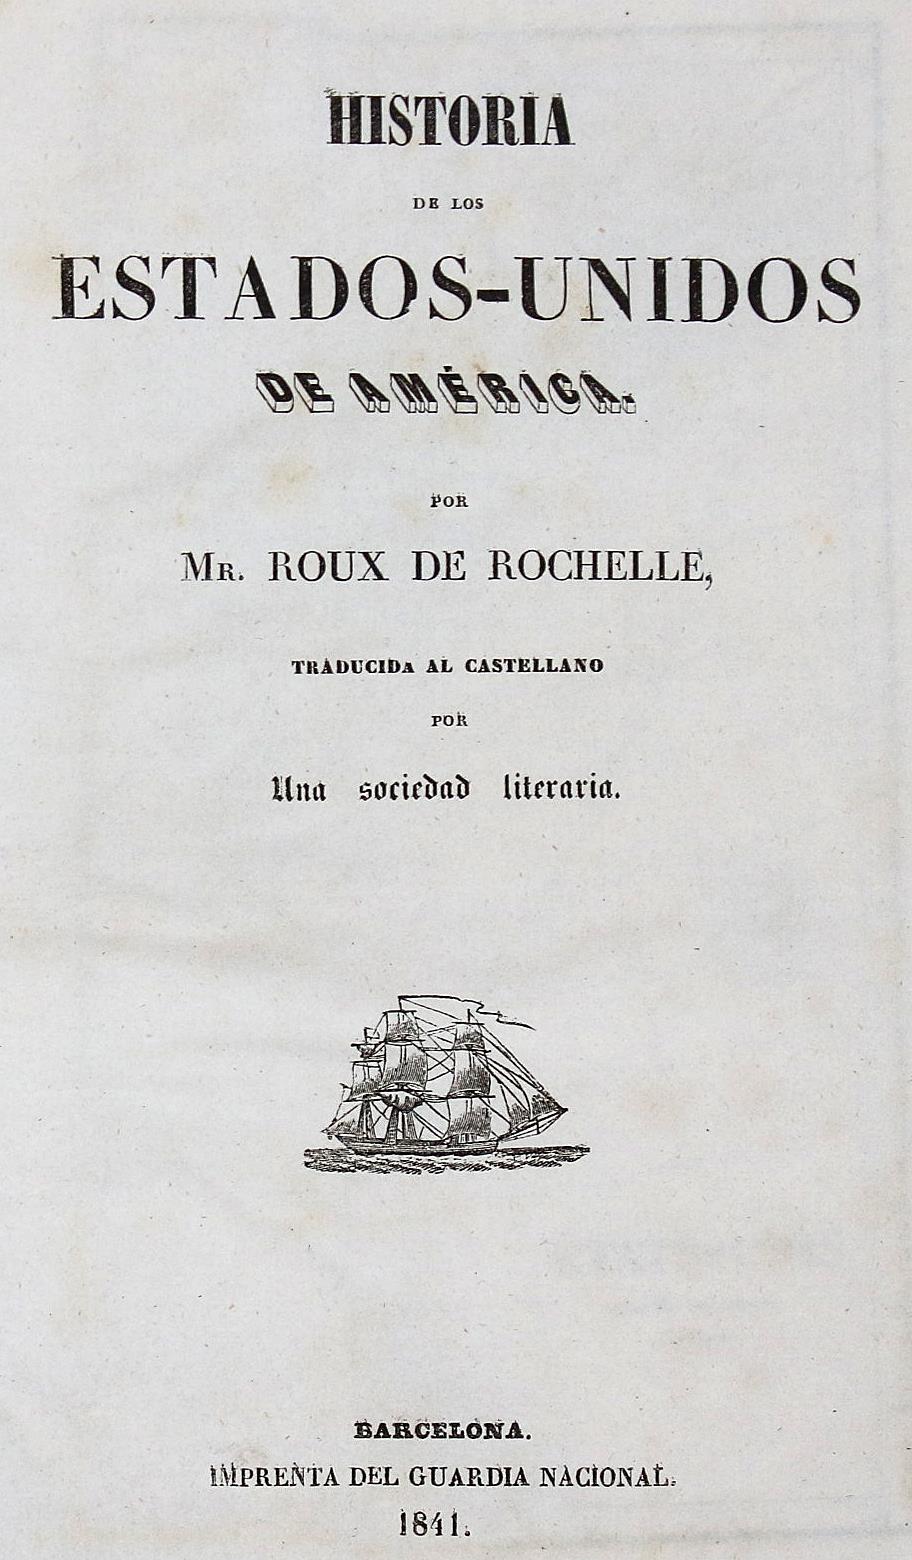 HISTORIA
DE LOS
ESTADOS-UNIDOS
DE AMÉRICA.
POR
MR. ROUX DE ROCHELLE,
TRADUCIDA AL CASTELLANO
POR
Una sociedad literaria.
BARCELONA.
IMPRENTA DEL GUARDIA NACIONAL.
1841.